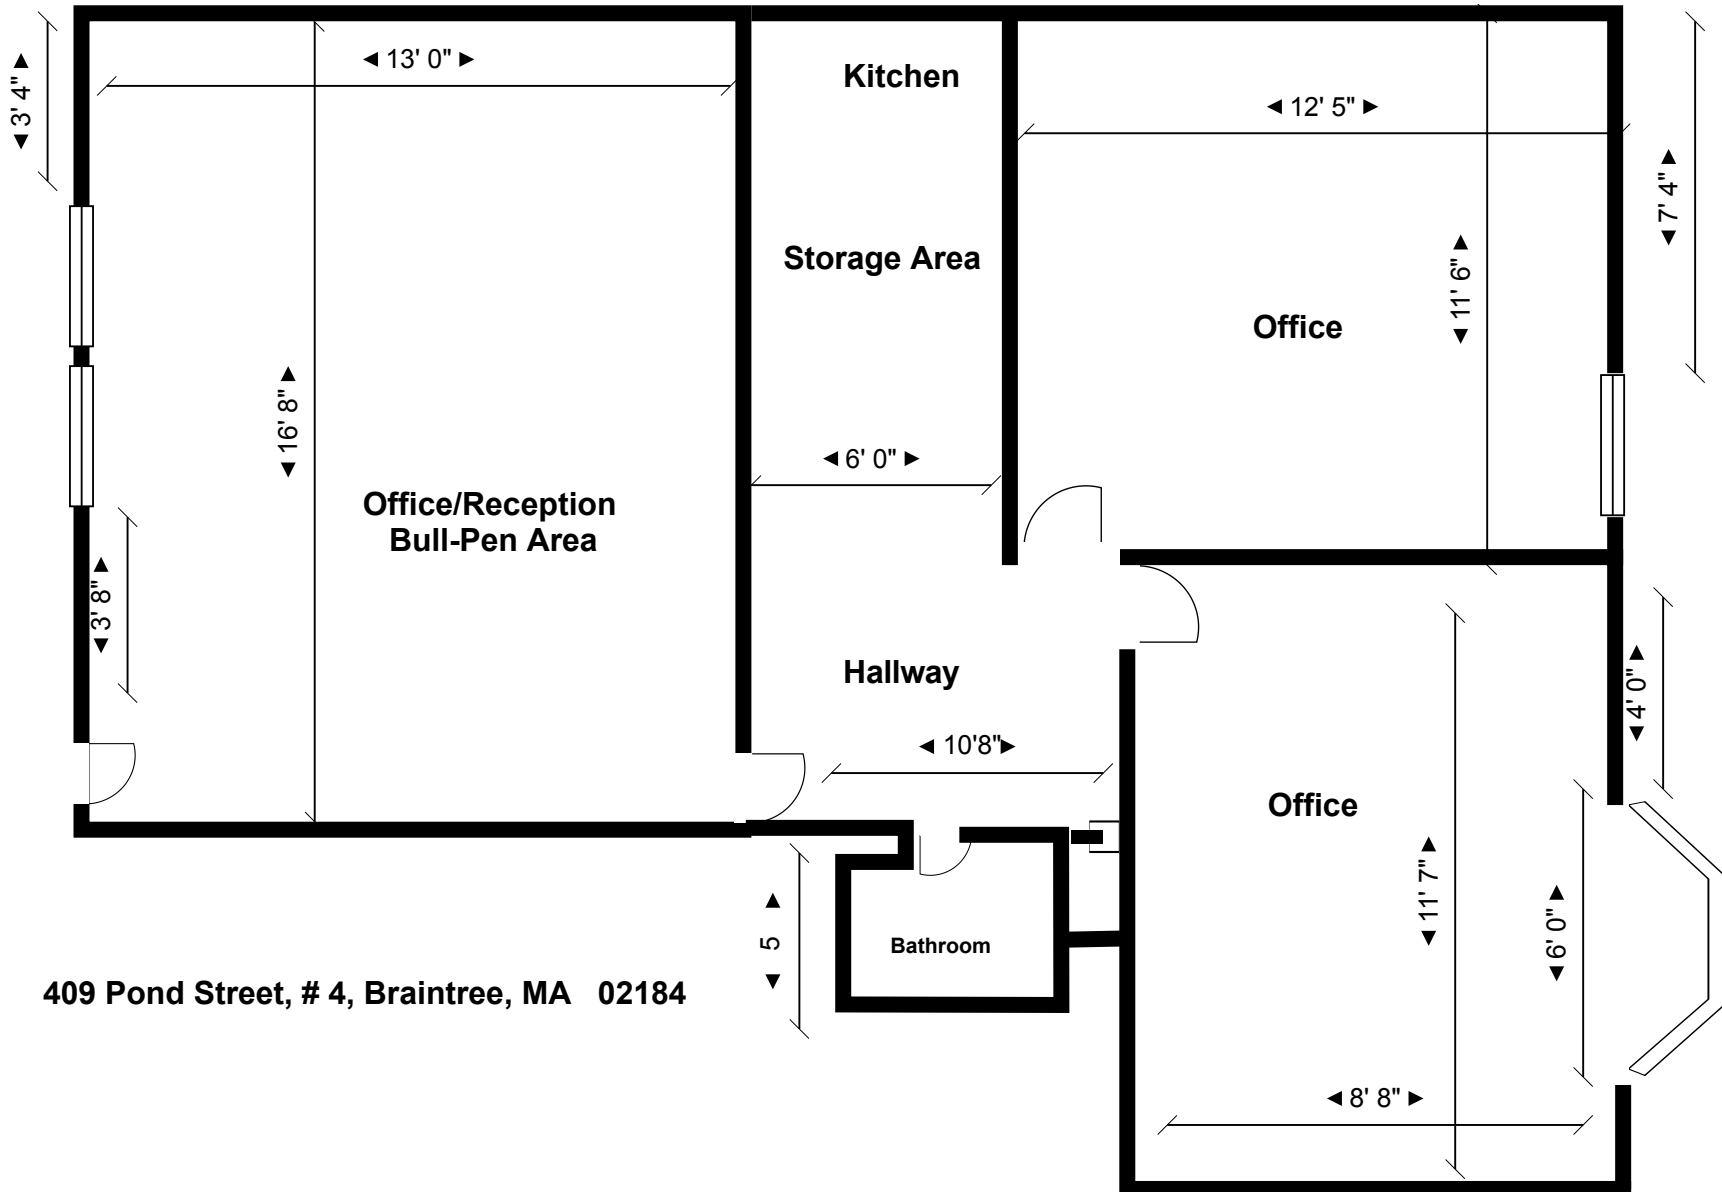 13' 0"
Kitchen
3' 4"
12' 5"
7' 4"
Storage Area
11' 6"
Office
16' 8"
6' 0"
Office/Reception
Bull-Pen Area
3' 8"
Hallway
4' 0"
10'8"
Office
11' 7"
5
6' 0"
Bathroom
409 Pond Street, # 4, Braintree, MA 02184
8' 8"